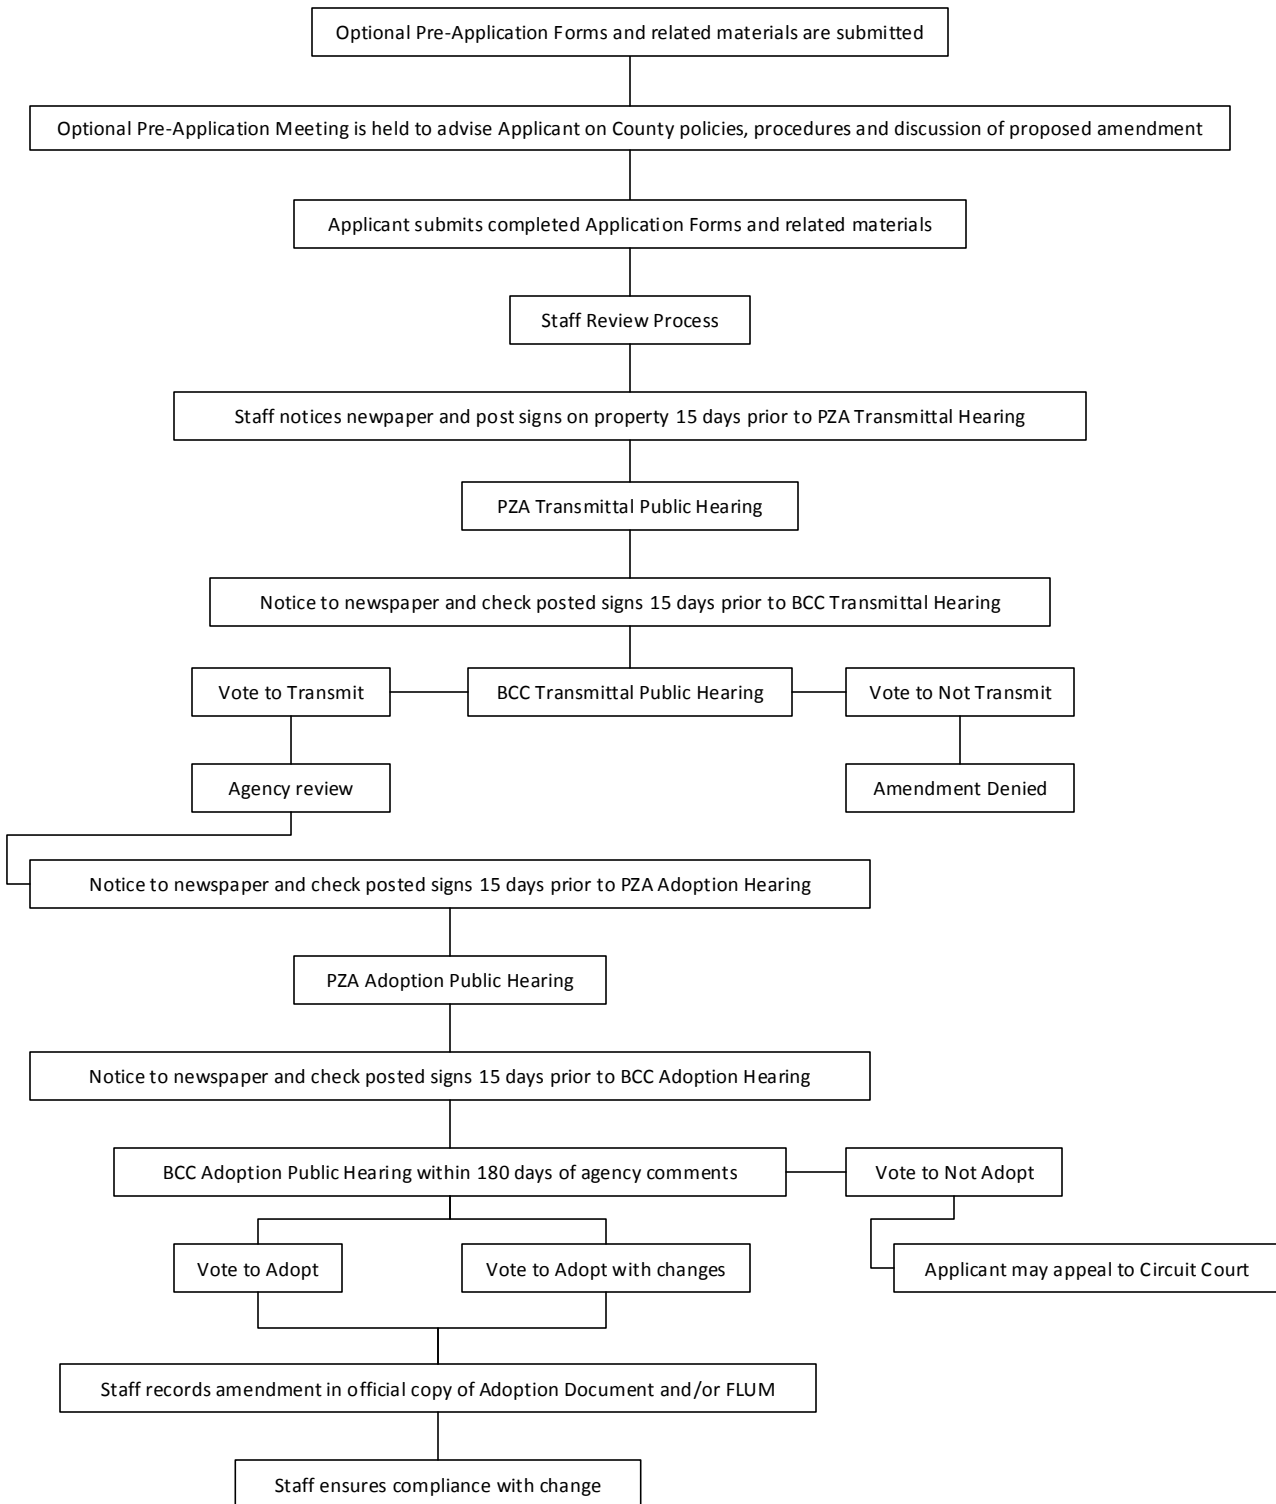 Optional Pre-Application Forms and related materials are submitted
Optional Pre-Application Meeting is held to advise Applicant on County policies, procedures and discussion of proposed amendment
Applicant submits completed Application Forms and related materials
Staff Review Process
Staff notices newpaper and post signs on property 15 days prior to PZA Transmittal Hearing
PZA Transmittal Public Hearing
Notice to newspaper and check posted signs 15 days prior to BCC Transmittal Hearing
Vote to Transmit
BCC Transmittal Public Hearing
Vote to Not Transmit
Agency review
Amendment Denied
Notice to newspaper and check posted signs 15 days prior to PZA Adoption Hearing
PZA Adoption Public Hearing
Notice to newspaper and check posted signs 15 days prior to BCC Adoption Hearing
BCC Adoption Public Hearing within 180 days of agency comments
Vote to Not Adopt
Vote to Adopt
Vote to Adopt with changes
Applicant may appeal to Circuit Court
Staff records amendment in official copy of Adoption Document and/or FLUM
Staff ensures compliance with change